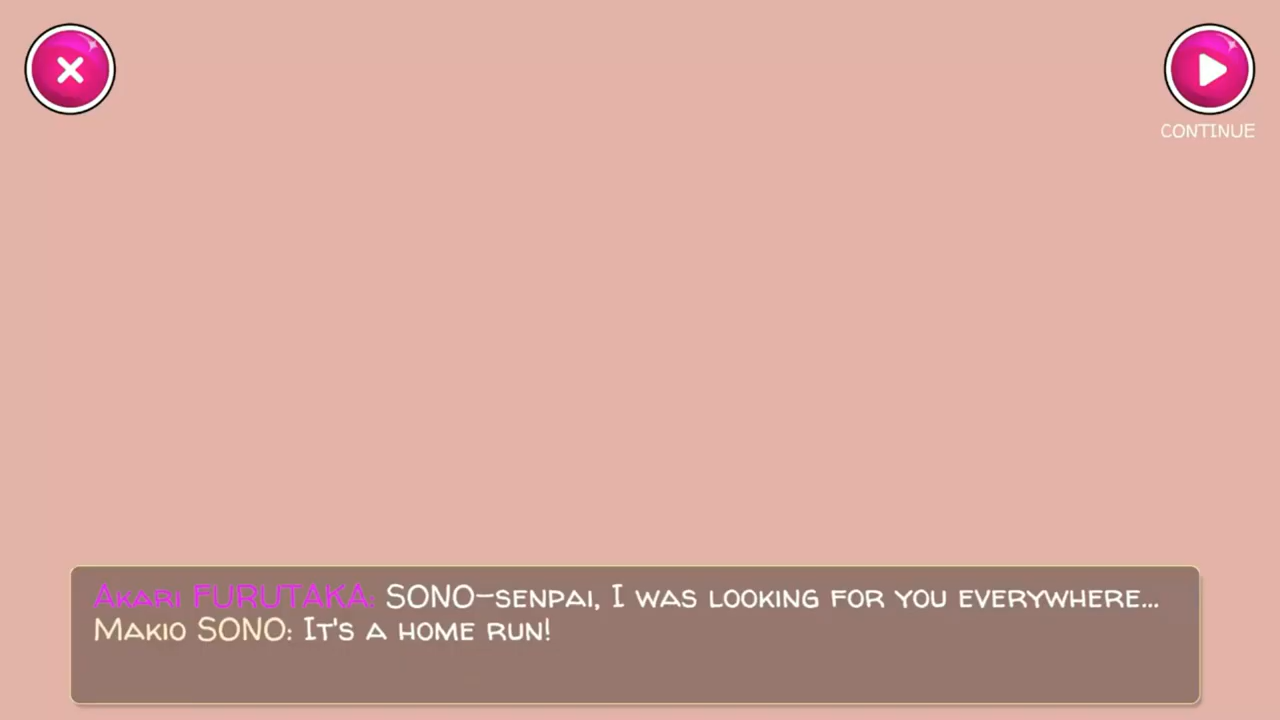 CONTINUE
Akari FURUTAKA: SONO-senpai, I was looking for you everywhere...
Makio SONO: It's a home run!